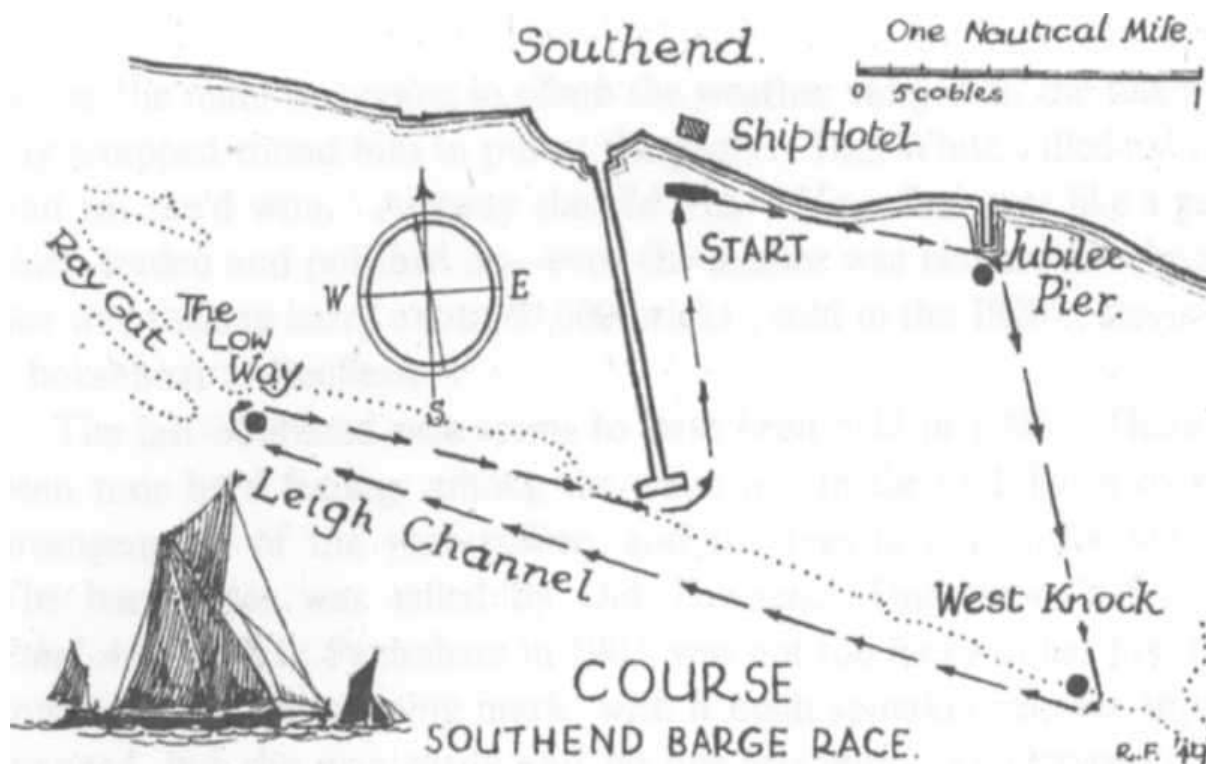 Southend.
One Nautical Mile.
0 5cables 1
Ship Hotel
START
Jubilee
Pier
Ray Gut
The
Low
Way
W E
S.
Leigh Channel
West Knock
COURSE
SOUTHEND BARGE RACE.
R.F.